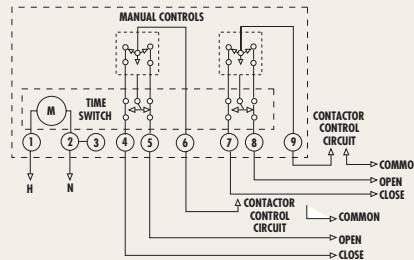 MANUAL CONTROLS
M
TIME
SWITCH
1 2 3 4 5 6 7 8 9
CONTACTOR
CONTROL
CIRCUIT
COMMO
OPEN
CLOSE
H N
CONTACTOR
CONTROL
CIRCUIT
COMMON
OPEN
CLOSE